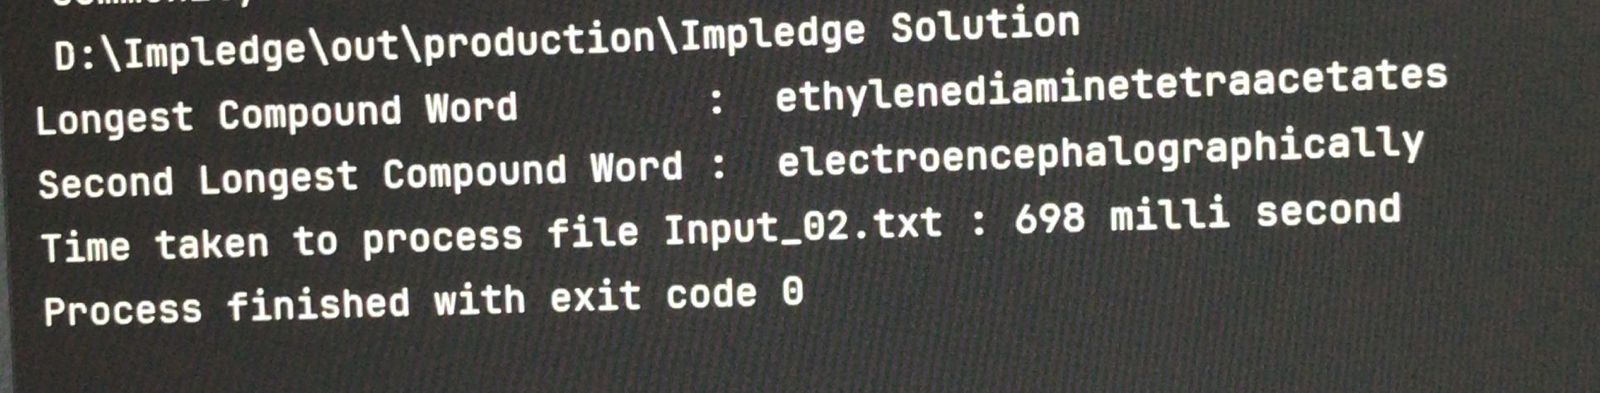 D:\Impledge\out\production\Impledge Solution
Longest Compound Word : ethylenediaminetetraacetates
Second Longest Compound Word : electroencephalographically
Time taken to process file Input_02.txt : 698 milli second
Process finished with exit code 0